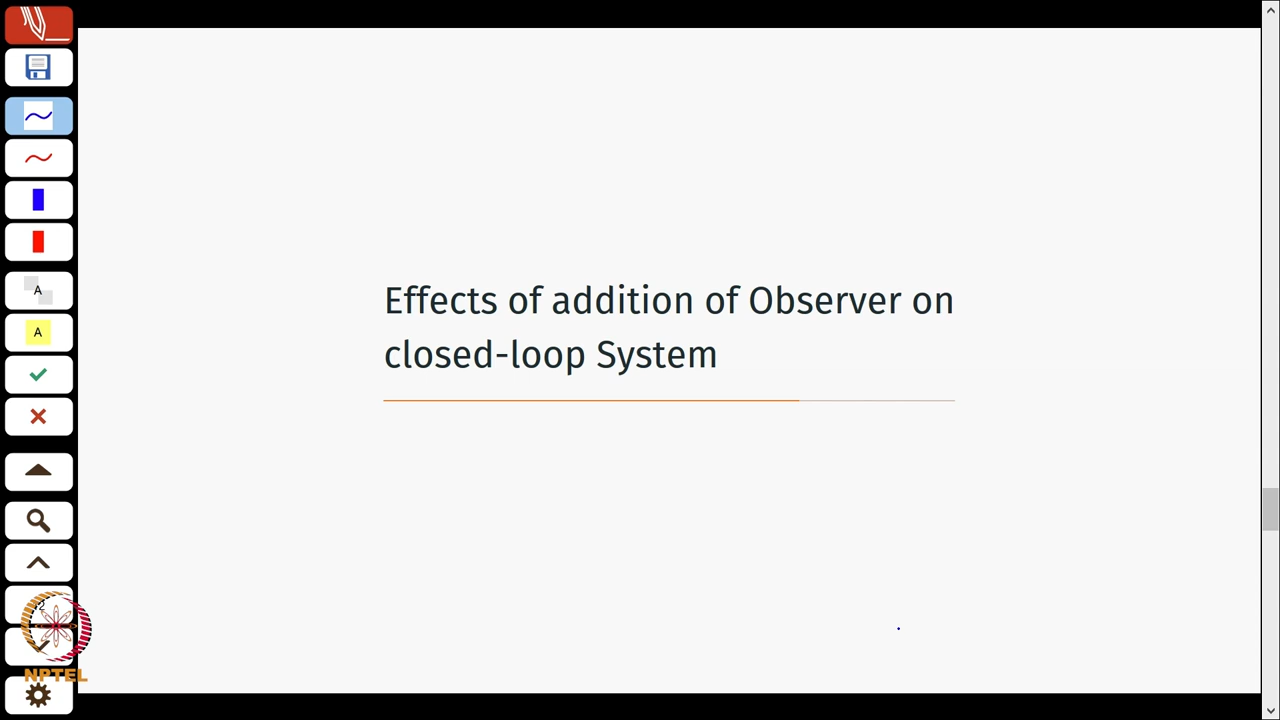 Effects of addition of Observer on
closed-loop System
A
A
NPTEL